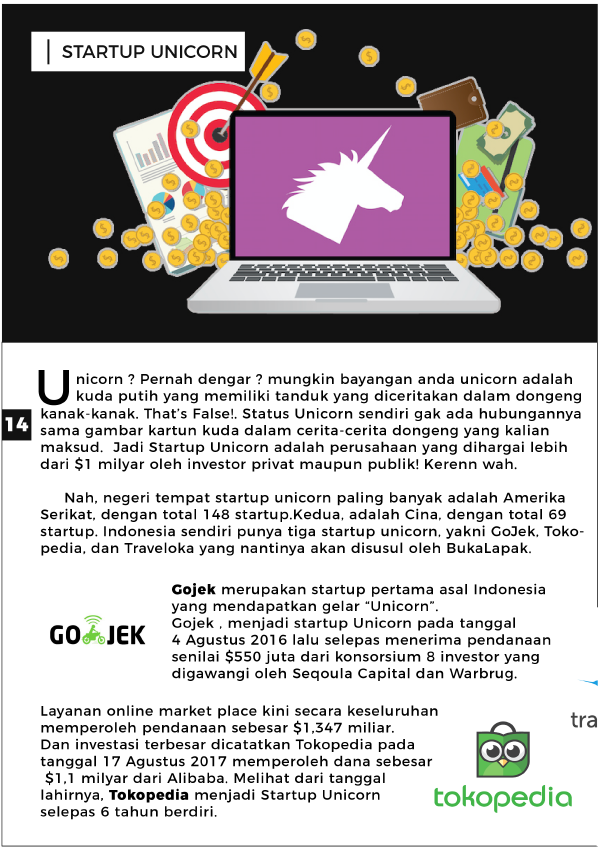 STARTUP UNICORN
Unicorn ? Pernah dengar ? mungkin bayangan anda unicorn adalah
kuda putih yang memiliki tanduk yang diceritakan dalam dongeng
kanak-kanak. That's False!. Status Unicorn sendiri gak ada hubungannya
14
sama gambar kartun kuda dalam cerita-cerita dongeng yang kalian
maksud. Jadi Startup Unicorn adalah perusahaan yang dihargai lebih
dari $1 milyar oleh investor privat maupun publik! Kerenn wah.
Nah, negeri tempat startup unicorn paling banyak adalah Amerika
Serikat, dengan total 148 startup.Kedua, adalah Cina, dengan total 69
startup. Indonesia sendiri punya tiga startup unicorn, yakni GoJek, Toko-
pedia, dan Traveloka yang nantinya akan disusul oleh BukaLapak.
Gojek merupakan startup pertama asal Indonesia
yang mendapatkan gelar “Unicorn”.
Gojek , menjadi startup Unicorn pada tanggal
4 Agustus 2016 lalu selepas menerima pendanaan
senilai $550 juta dari konsorsium 8 investor yang
digawangi oleh Seqoula Capital dan Warbrug.
GO JEK
Layanan online market place kini secara keseluruhan
memperoleh pendanaan sebesar $1,347 miliar.
Dan investasi terbesar dicatatkan Tokopedia pada
tanggal 17 Agustus 2017 memperoleh dana sebesar
$1,1 milyar dari Alibaba. Melihat dari tanggal
lahirnya, Tokopedia menjadi Startup Unicorn
selepas 6 tahun berdiri.
tra
tokopedia